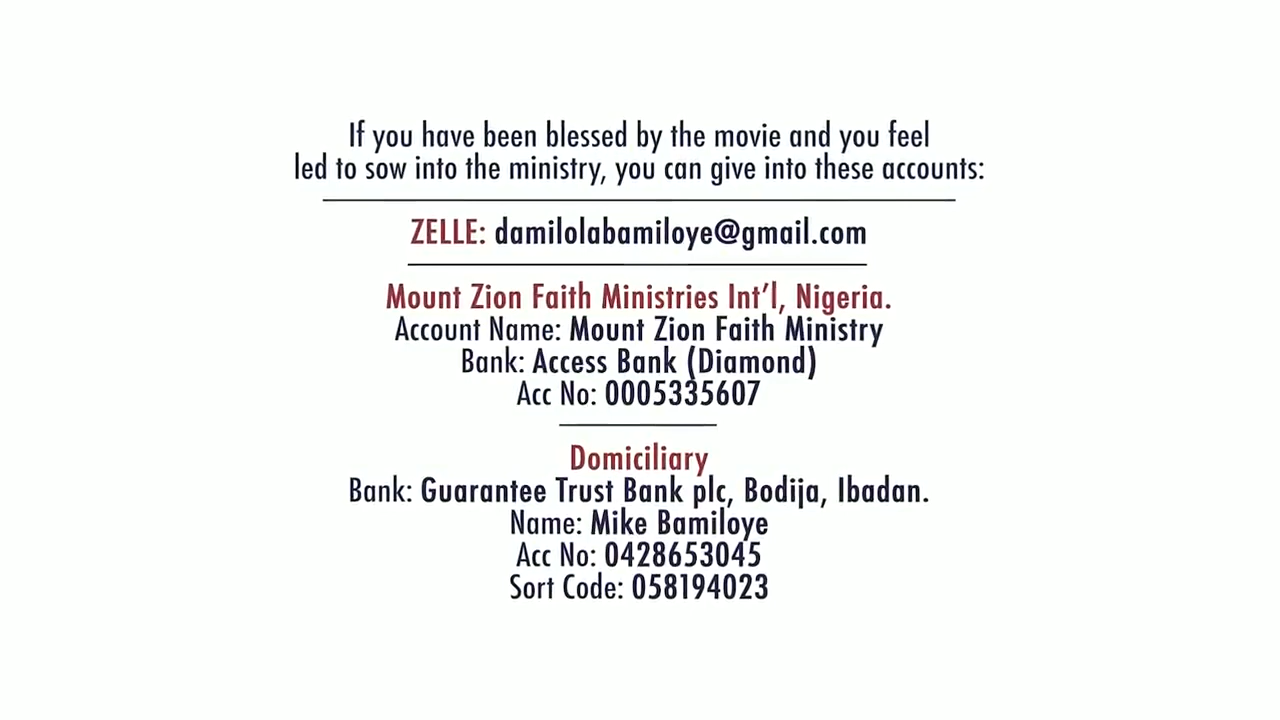 If you have been blessed by the movie and you feel
led to sow into the ministry, you can give into these accounts:
ZELLE: damilolabamiloye@gmail.com
Mount Zion Faith Ministries Int'l, Nigeria.
Account Name: Mount Zion Faith Ministry
Bank: Access Bank (Diamond)
Acc No: 0005335607
Domiciliary
Bank: Guarantee Trust Bank plc, Bodija, Ibadan.
Name: Mike Bamiloye
Acc No: 0428653045
Sort Code: 058194023